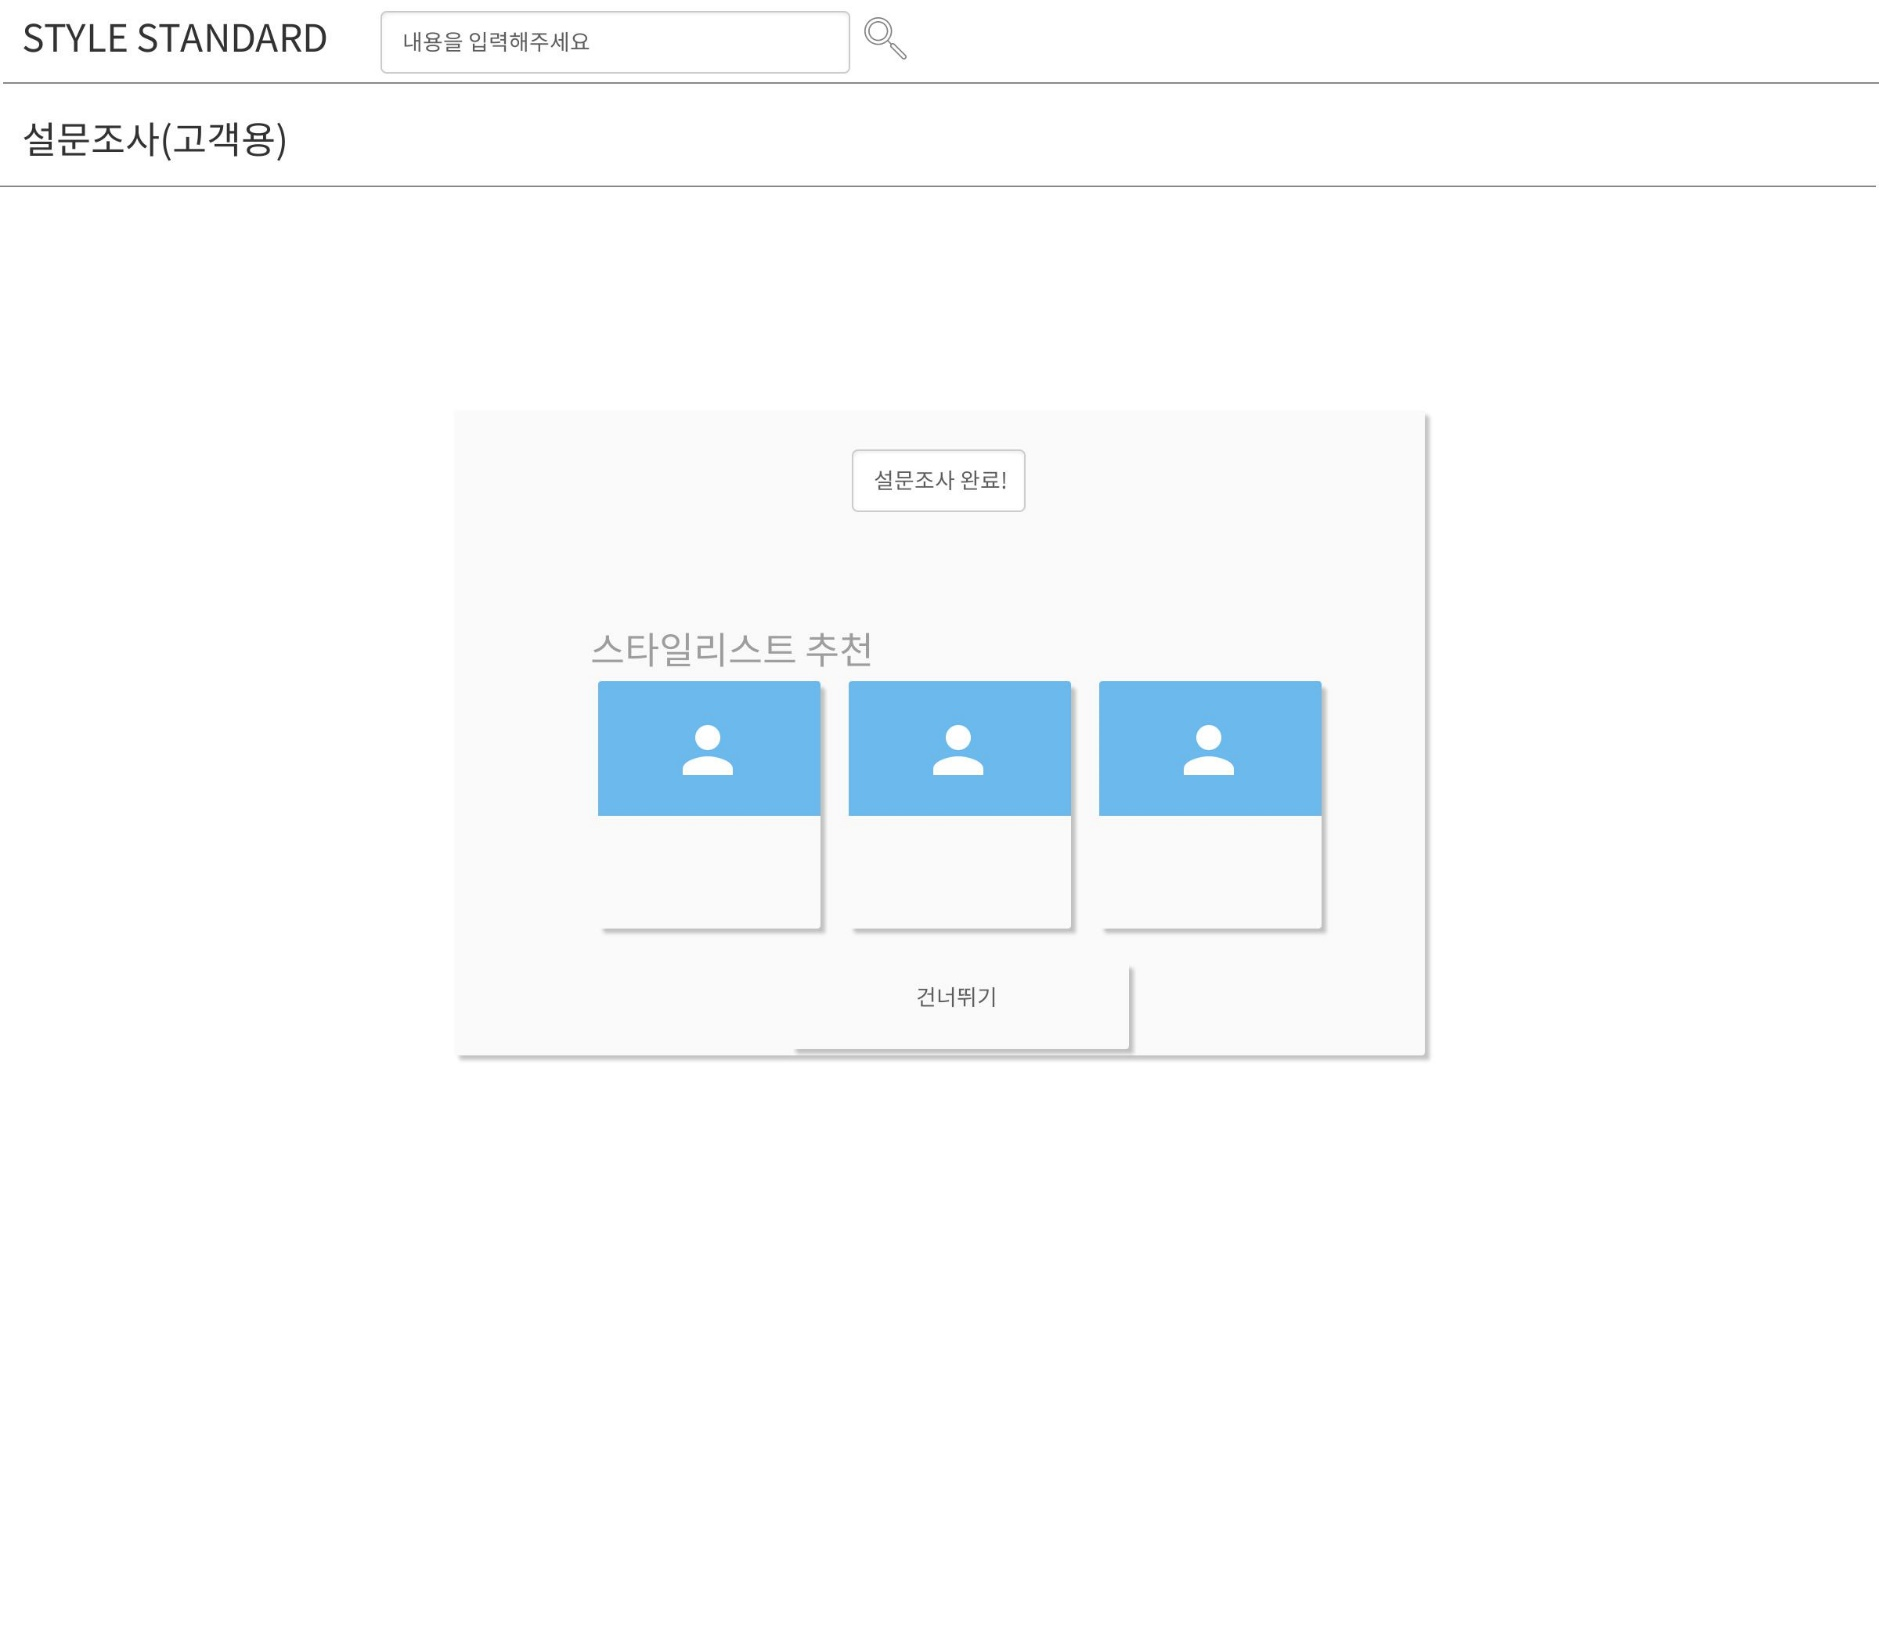 STYLE STANDARD
내용을 입력해주세요
설문조사(고객용)
설문조사 완료!
스타일리스트 추천
건너뛰기